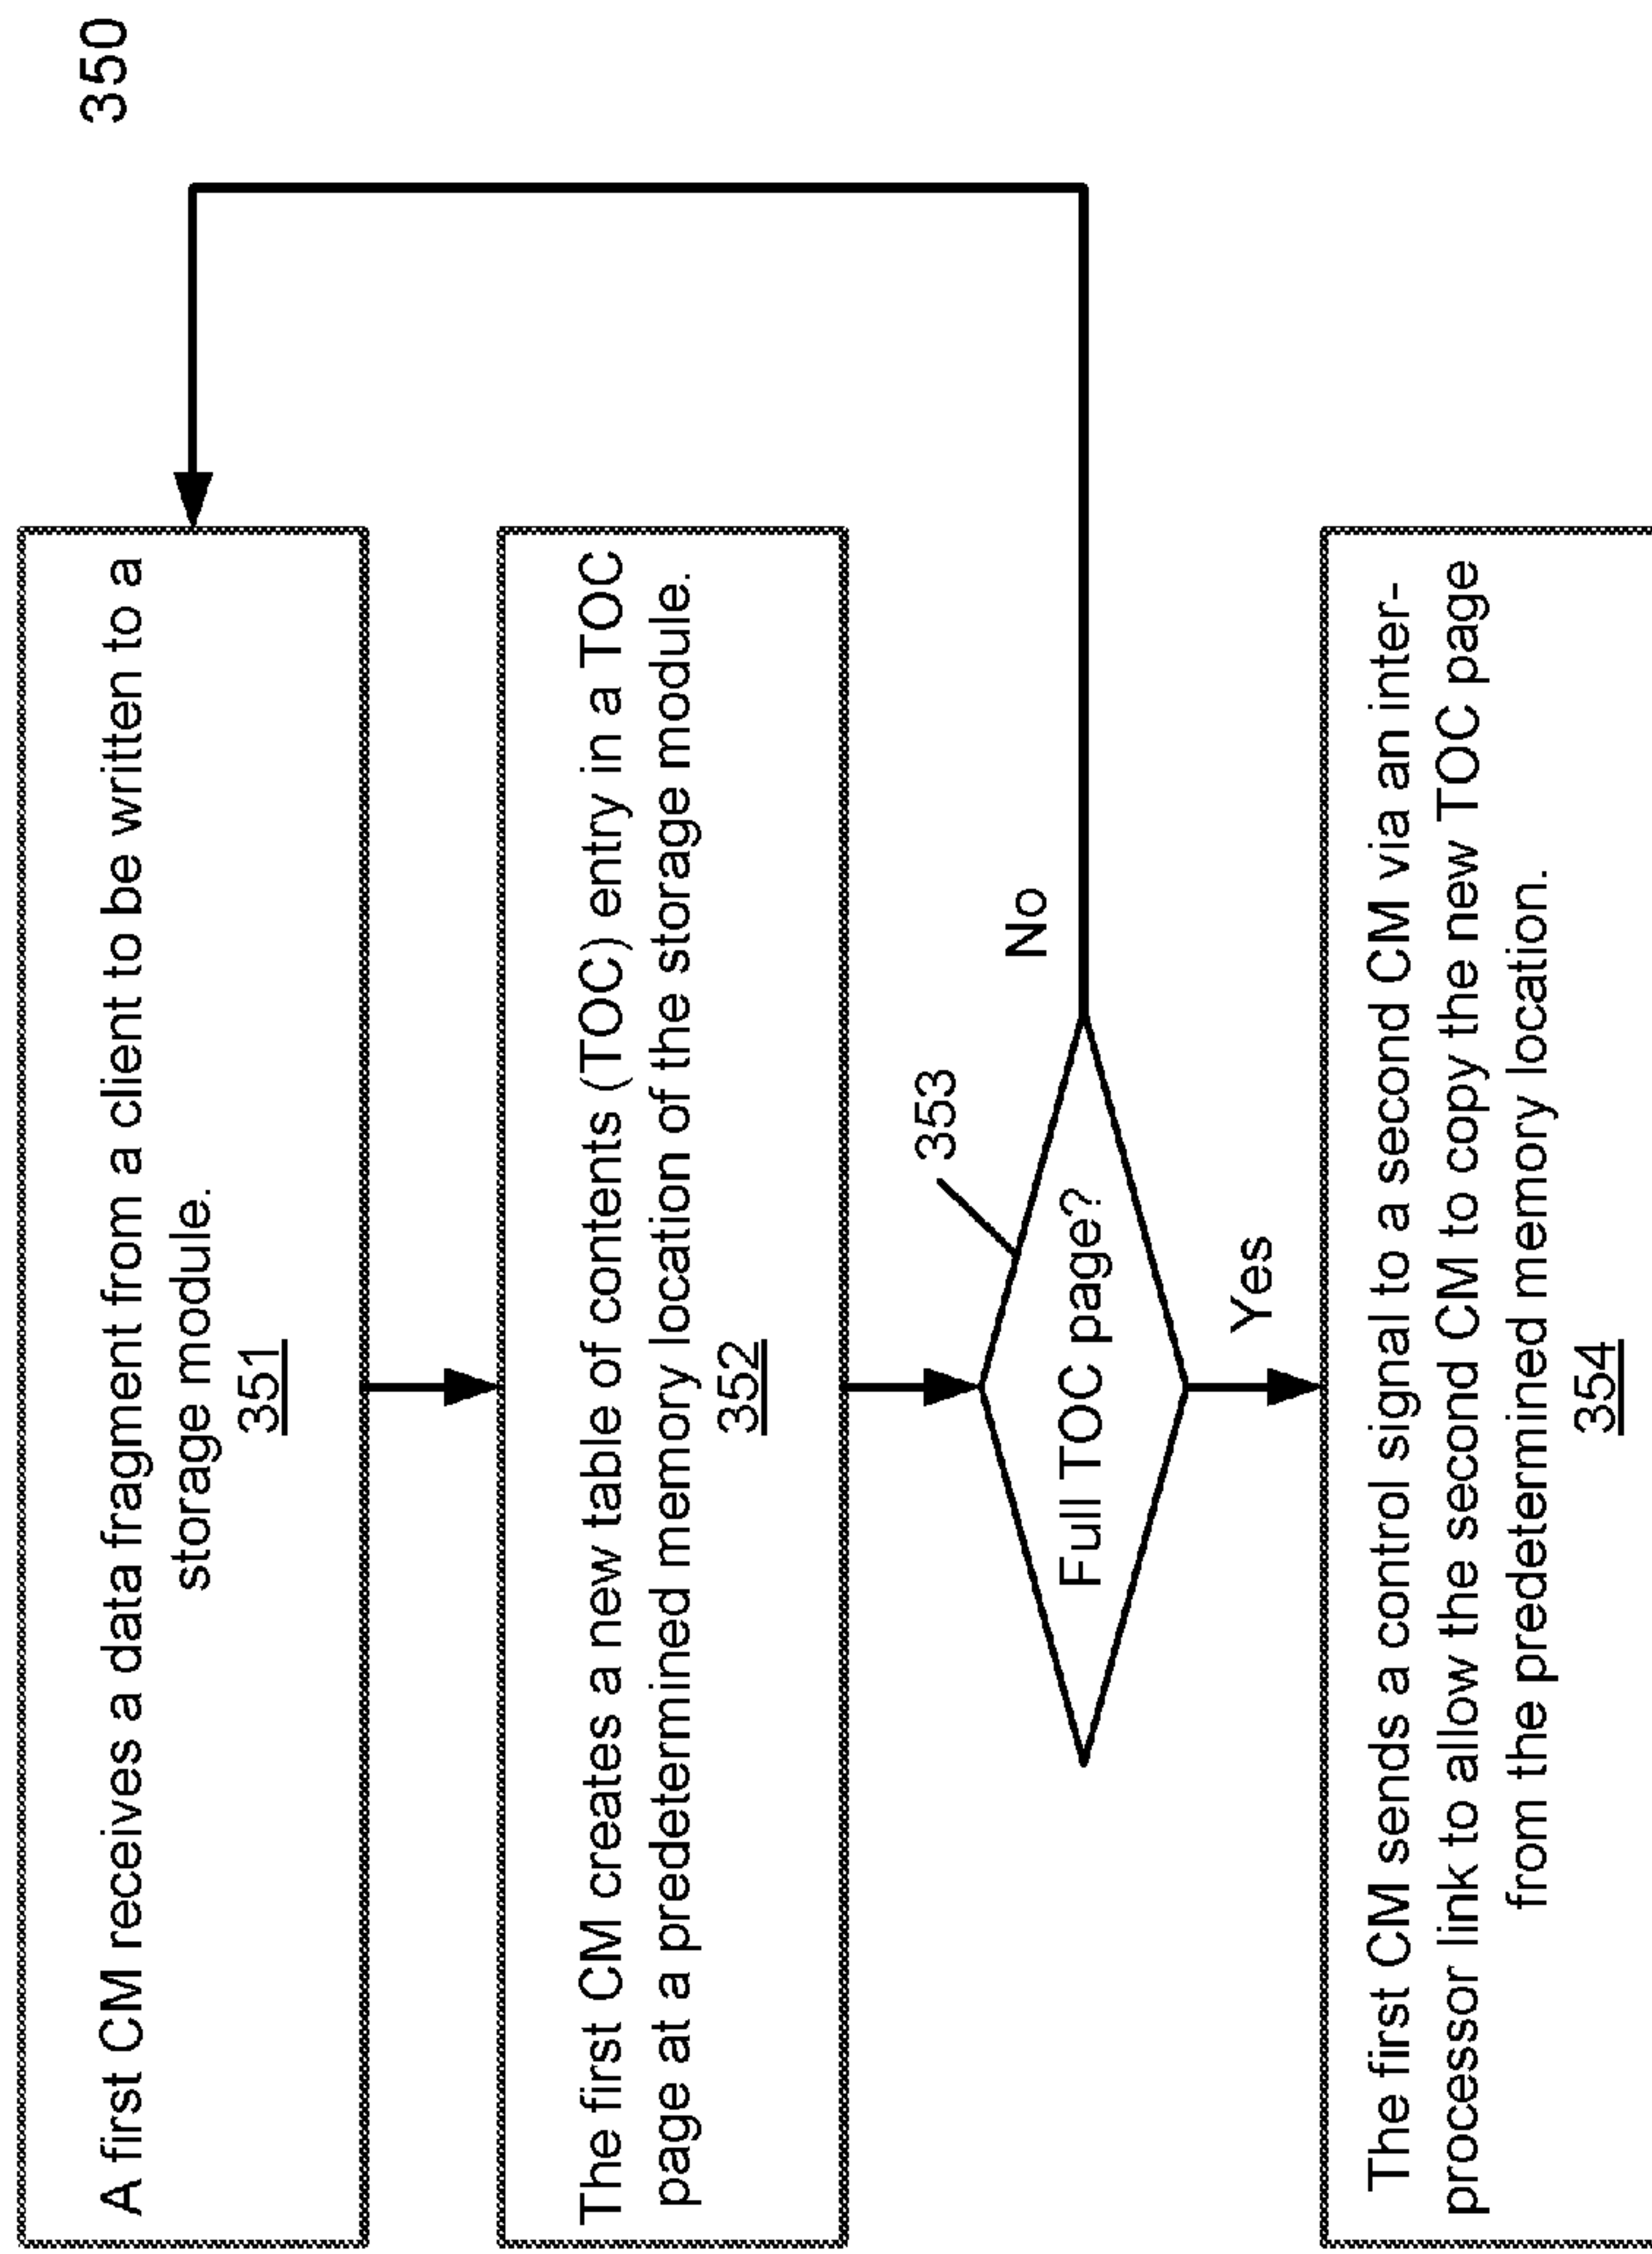 350
A first CM receives a data fragment from a client to be written to a
storage module.
351
The first CM creates a new table of contents (TOC) entry in a TOC
page at a predetermined memory location of the storage module.
352
353
Full TOC page?
No
Yes
The first CM sends a control signal to a second CM via an inter-
processor link to allow the second CM to copy the new TOC page
from the predetermined memory location.
354